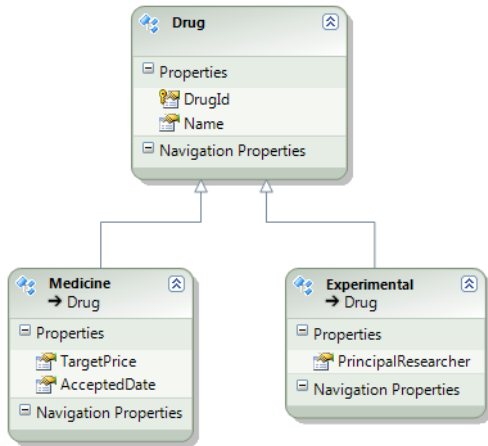 Drug
Properties
DrugId
Name
Navigation Properties
Medicine
→ Drug
Properties
TargetPrice
AcceptedDate
Navigation Properties
Experimental
→ Drug
Properties
PrincipalResearcher
Navigation Properties